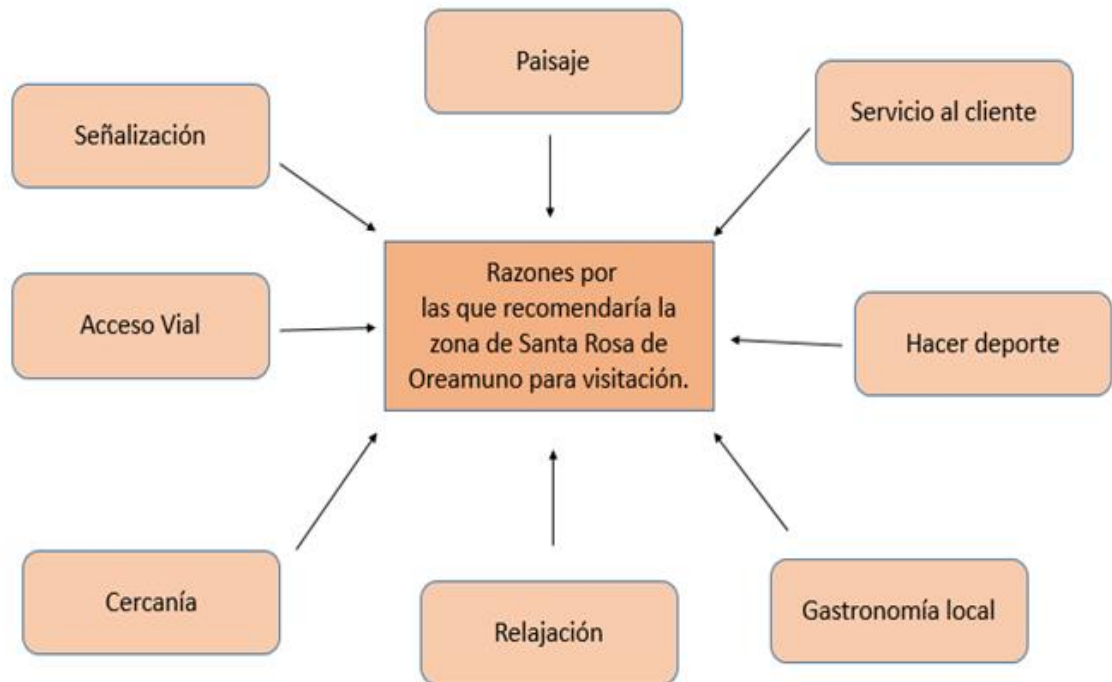 Paisaje
Servicio al cliente
Señalización
Razones por
las que recomendaría la
zona de Santa Rosa de
Oreamuno para visitación.
Acceso Vial
Hacer deporte
Cercanía
Relajación
Gastronomía local